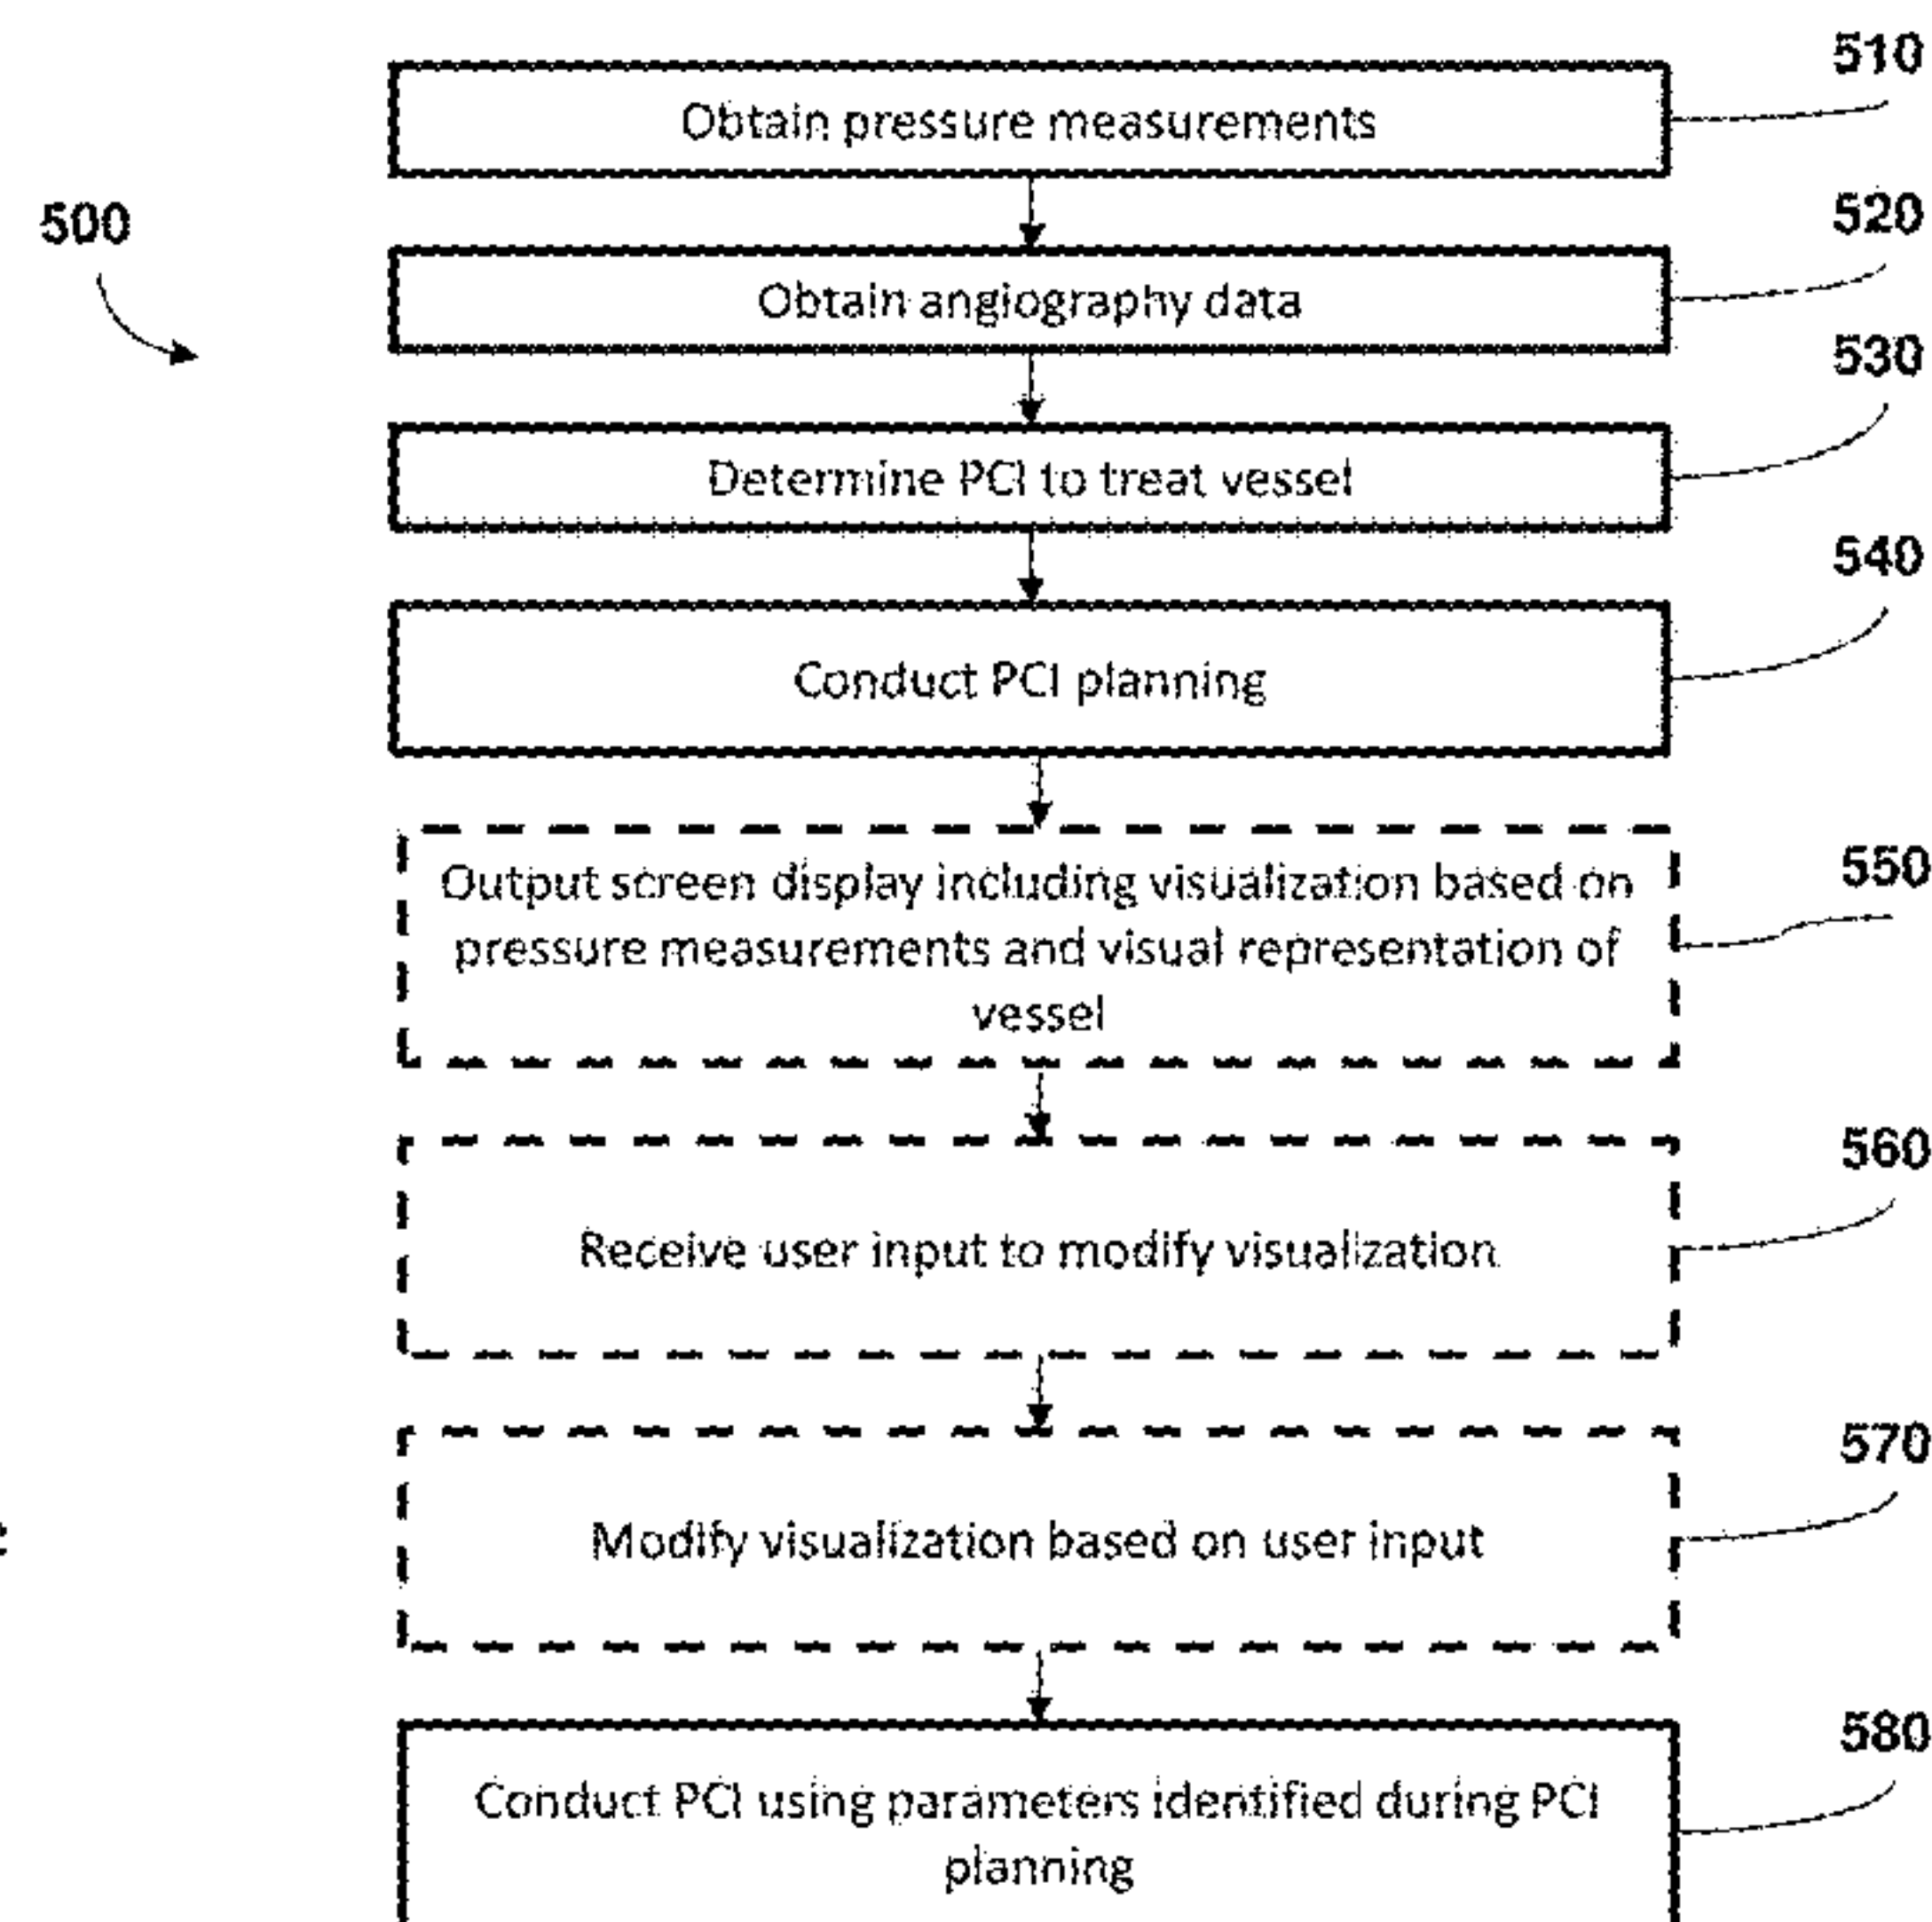 510
Obtain pressure measurements
500
520
Obtain angiography data
530
Determine PCI to treat vessel
540
Conduct PCI planning
550
Output screen display including visualization based on
pressure measurements and visual representation of
vessel
560
Receive user input to modify visualization
570
Modify visualization based on user input
580
Conduct PCI using parameters identified during PCI
planning